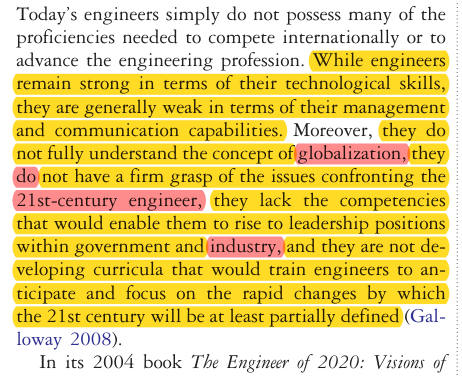 Today's engineers simply do not possess many of the
proficiencies needed to compete internationally or to
advance the engineering profession. While engineers
remain strong in terms of their technological skills,
they are generally weak in terms of their management
and communication capabilities. Moreover, they do
not fully understand the concept of globalization, they
do not have a firm grasp of the issues confronting the
21st-century engineer, they lack the competencies
that would enable them to rise to leadership positions
within government and industry, and they are not de-
veloping curricula that would train engineers to an-
ticipate and focus on the rapid changes by which
the 21st century will be at least partially defined (Gal-
loway 2008).
In its 2004 book The Engineer of 2020: Visions of